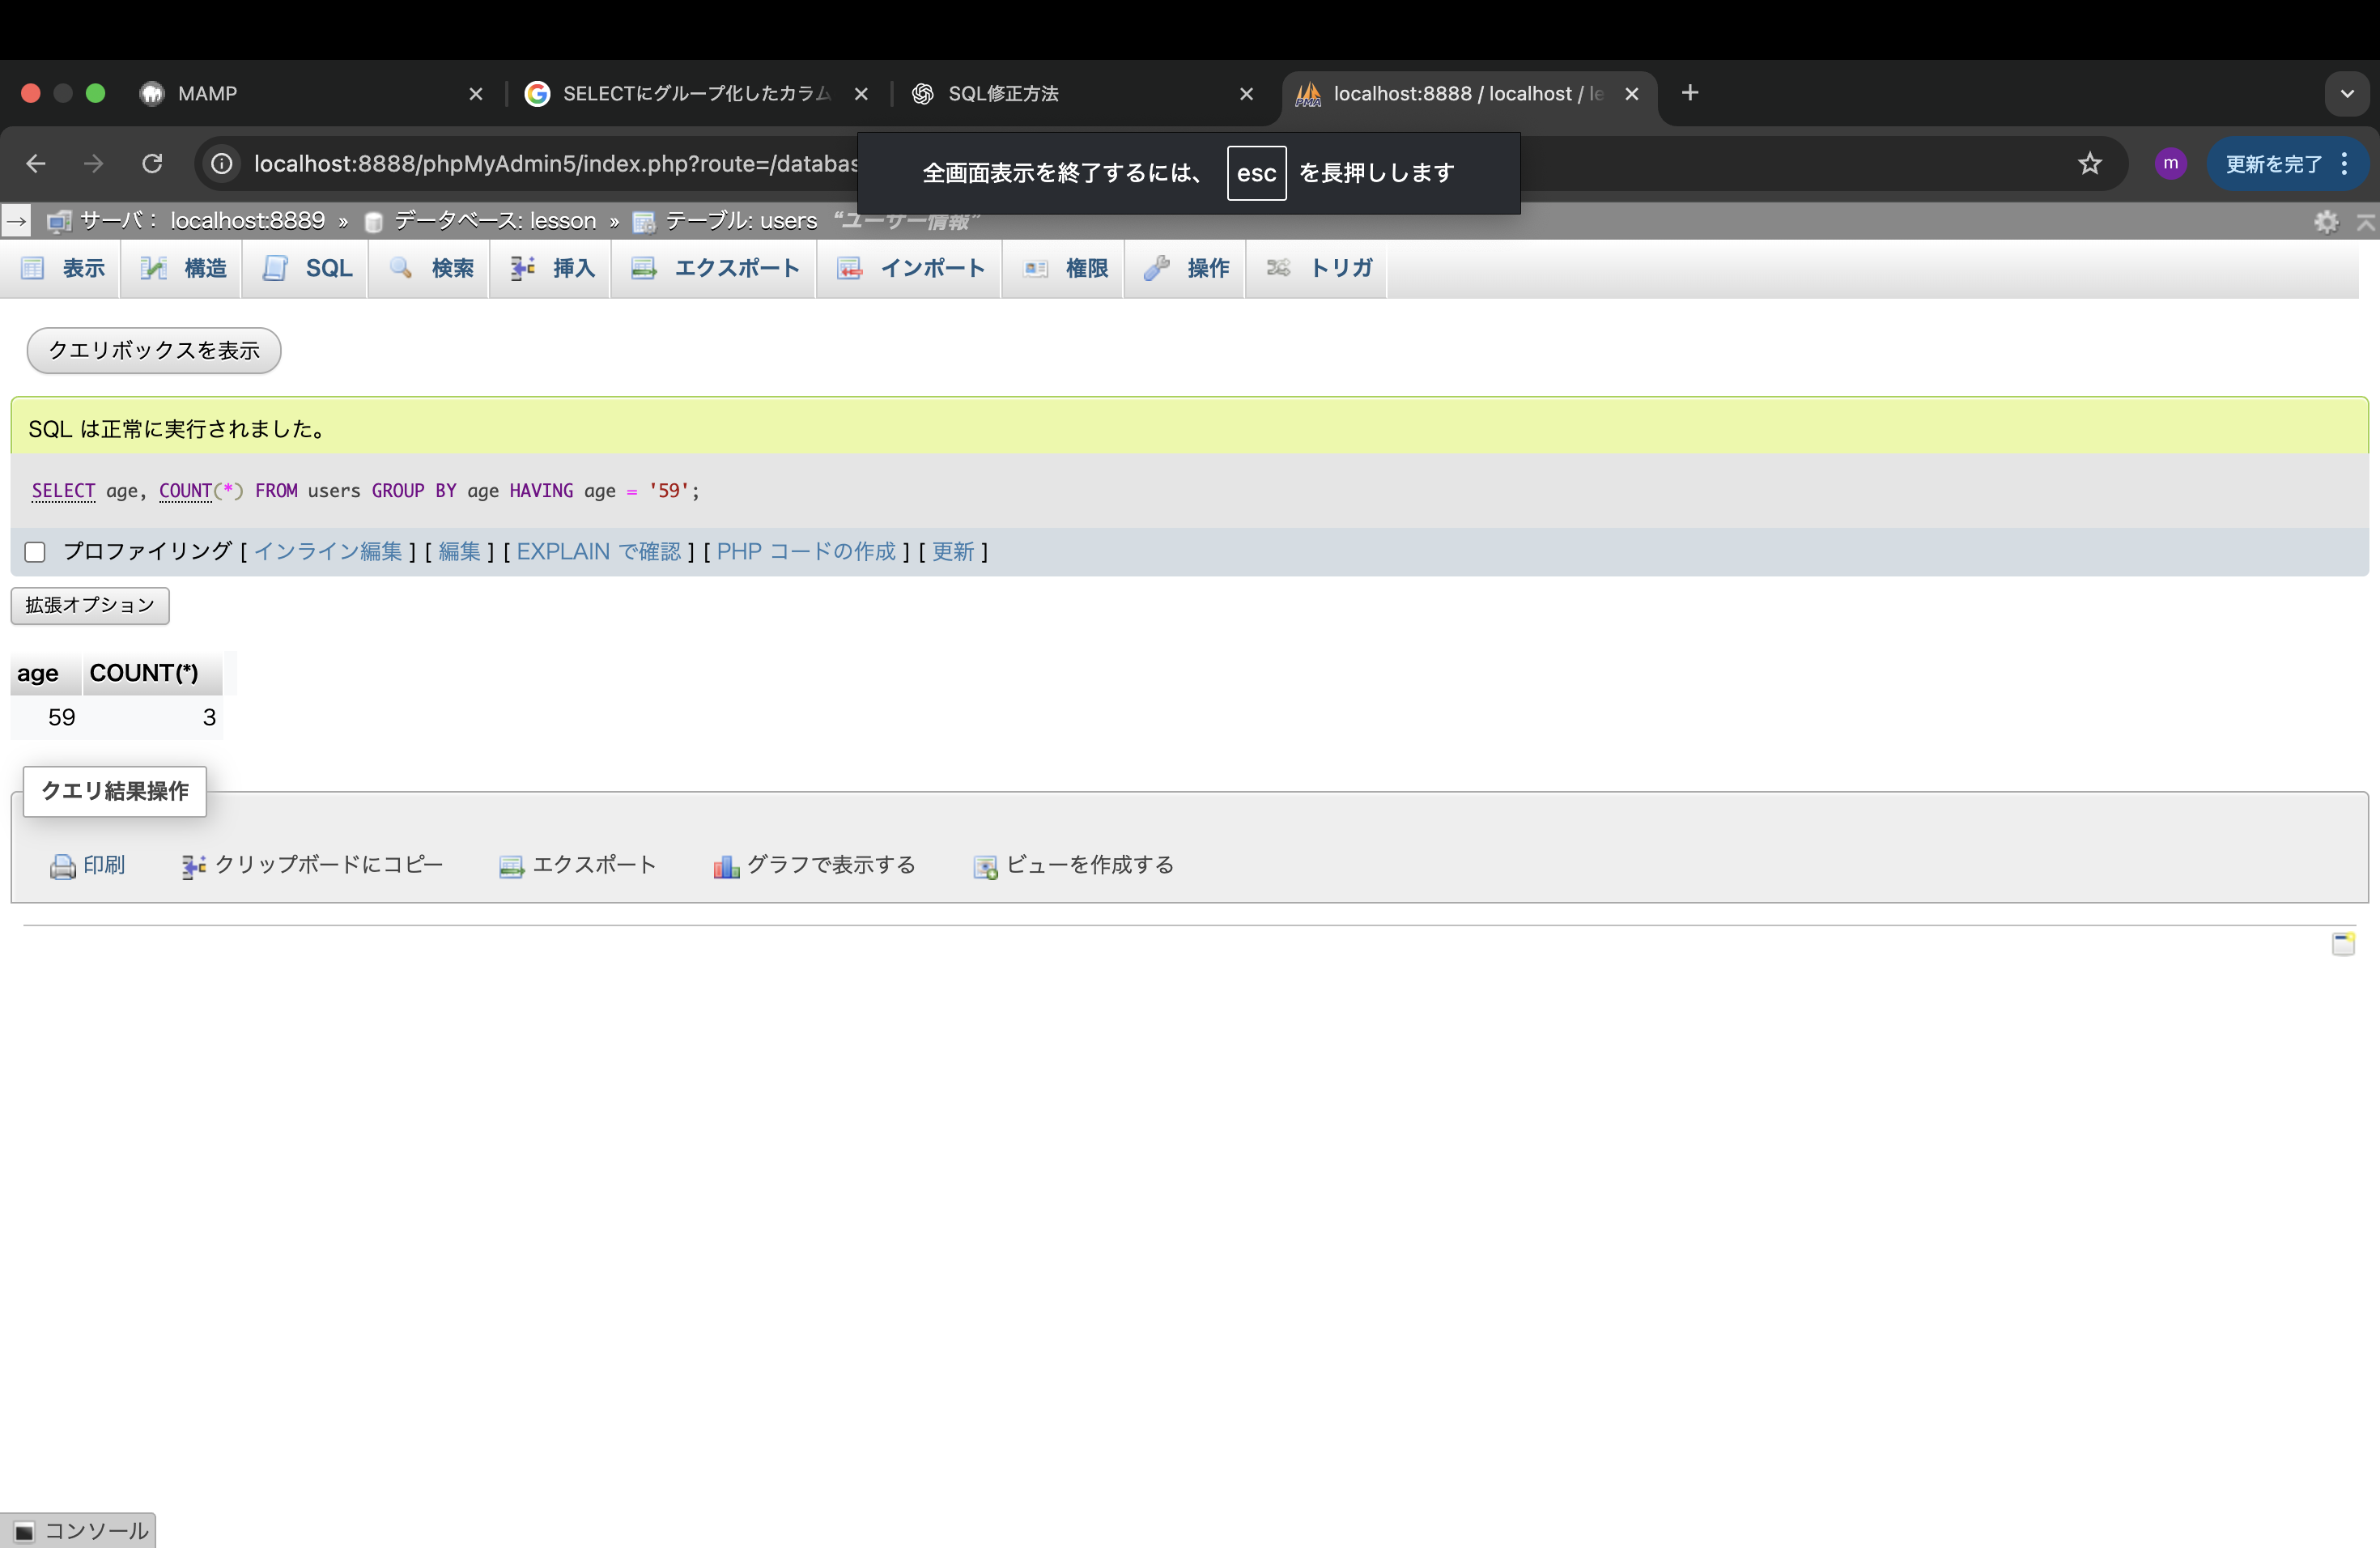 MAMP
SELECTにグループ化したカラム
SQL修正方法
localhost:8888 / localhost / le
localhost:8888/phpMyAdmin5/index.php?route=/databas
全画面表示を終了するには、 esc を長押しします
m
更新を完了
サーバ： localhost:8889 » データベース: lesson » テーブル: users “ユーザー情報”
表示 構造 SQL 検索 挿入 エクスポート インポート 権限 操作 トリガ
クエリボックスを表示
SQL は正常に実行されました。
SELECT age, COUNT(*) FROM users GROUP BY age HAVING age = '59';
プロファイリング [ インライン編集 ] [ 編集 ] [ EXPLAIN で確認 ] [ PHP コードの作成 ] [ 更新 ]
拡張オプション
age COUNT(*)
59 3
クエリ結果操作
印刷 クリップボードにコピー エクスポート グラフで表示する ビューを作成する
コンソール